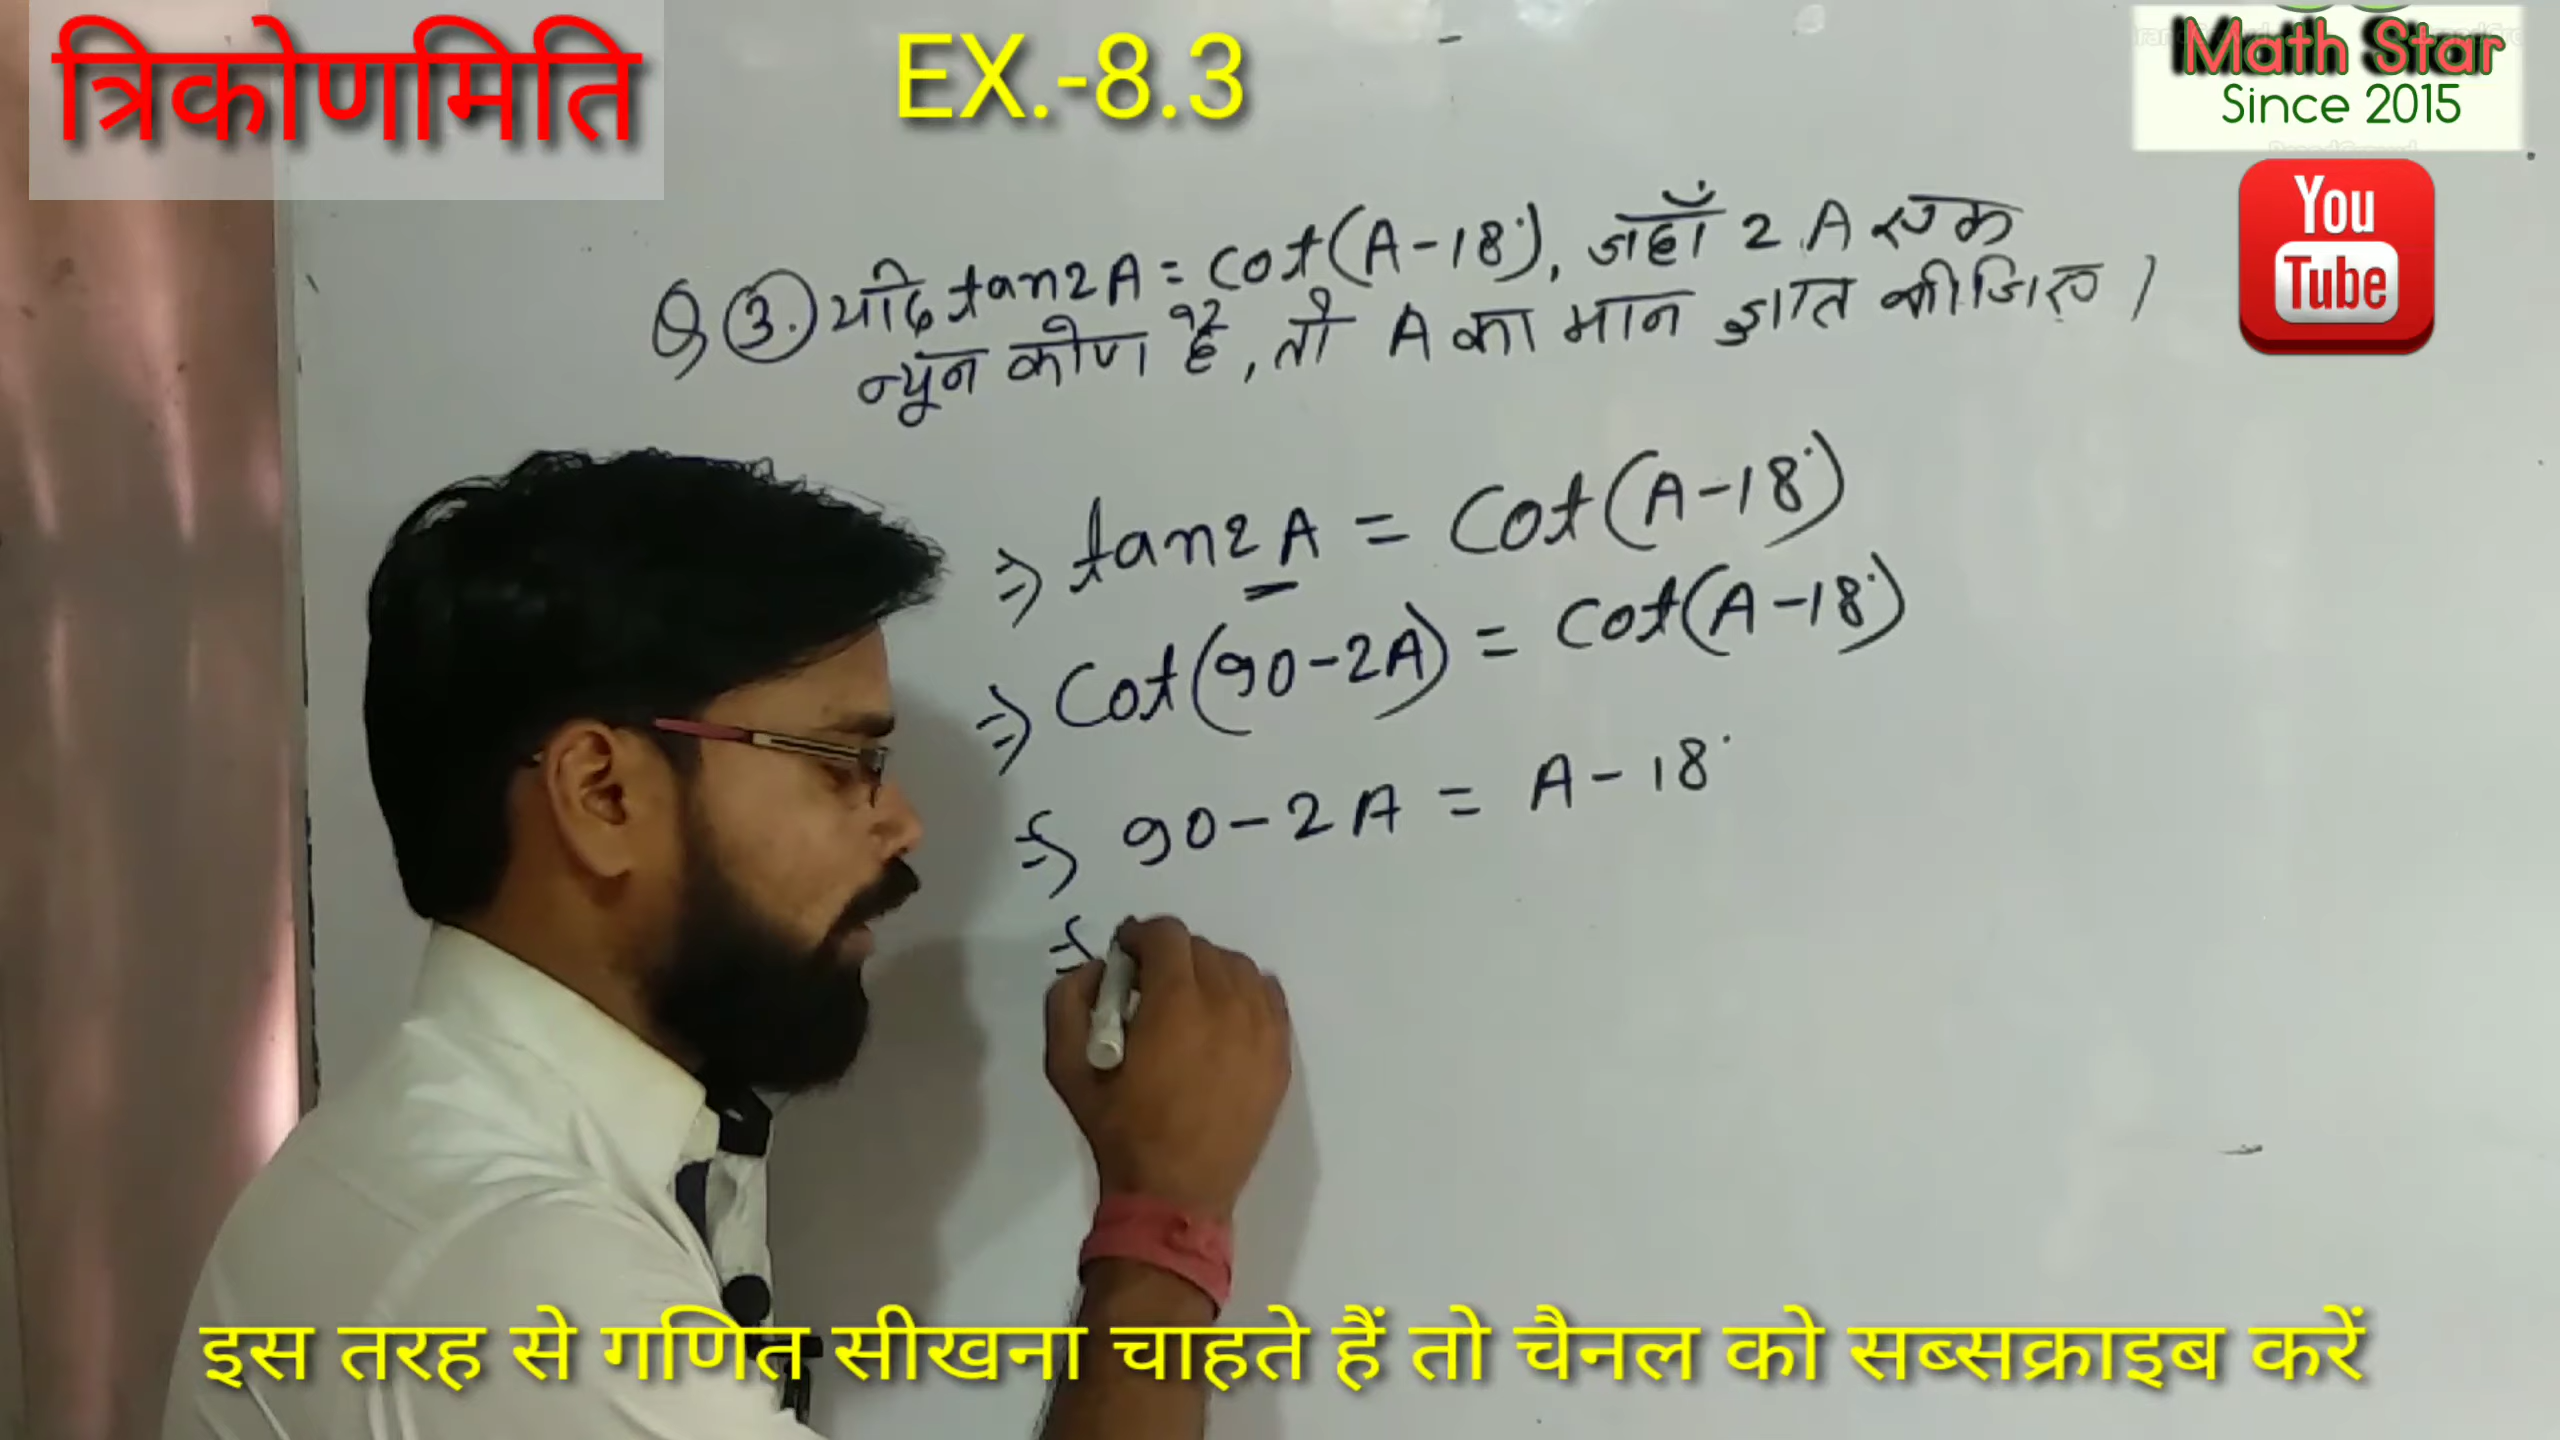 त्रिकोणमिति
EX.-8.3
Math Star
Since 2015
You
Tube
Q 3. यदि tan2A = cot(A-18°), जहाँ 2A एक
न्यून कोण है, तो A का मान ज्ञात कीजिए।
⇒ tan2A = Cot(A-18°)
⇒ Cot(90-2A) = Cot(A-18°)
⇒ 90-2A = A-18°
⇒
इस तरह से गणित सीखना चाहते हैं तो चैनल को सब्सक्राइब करें